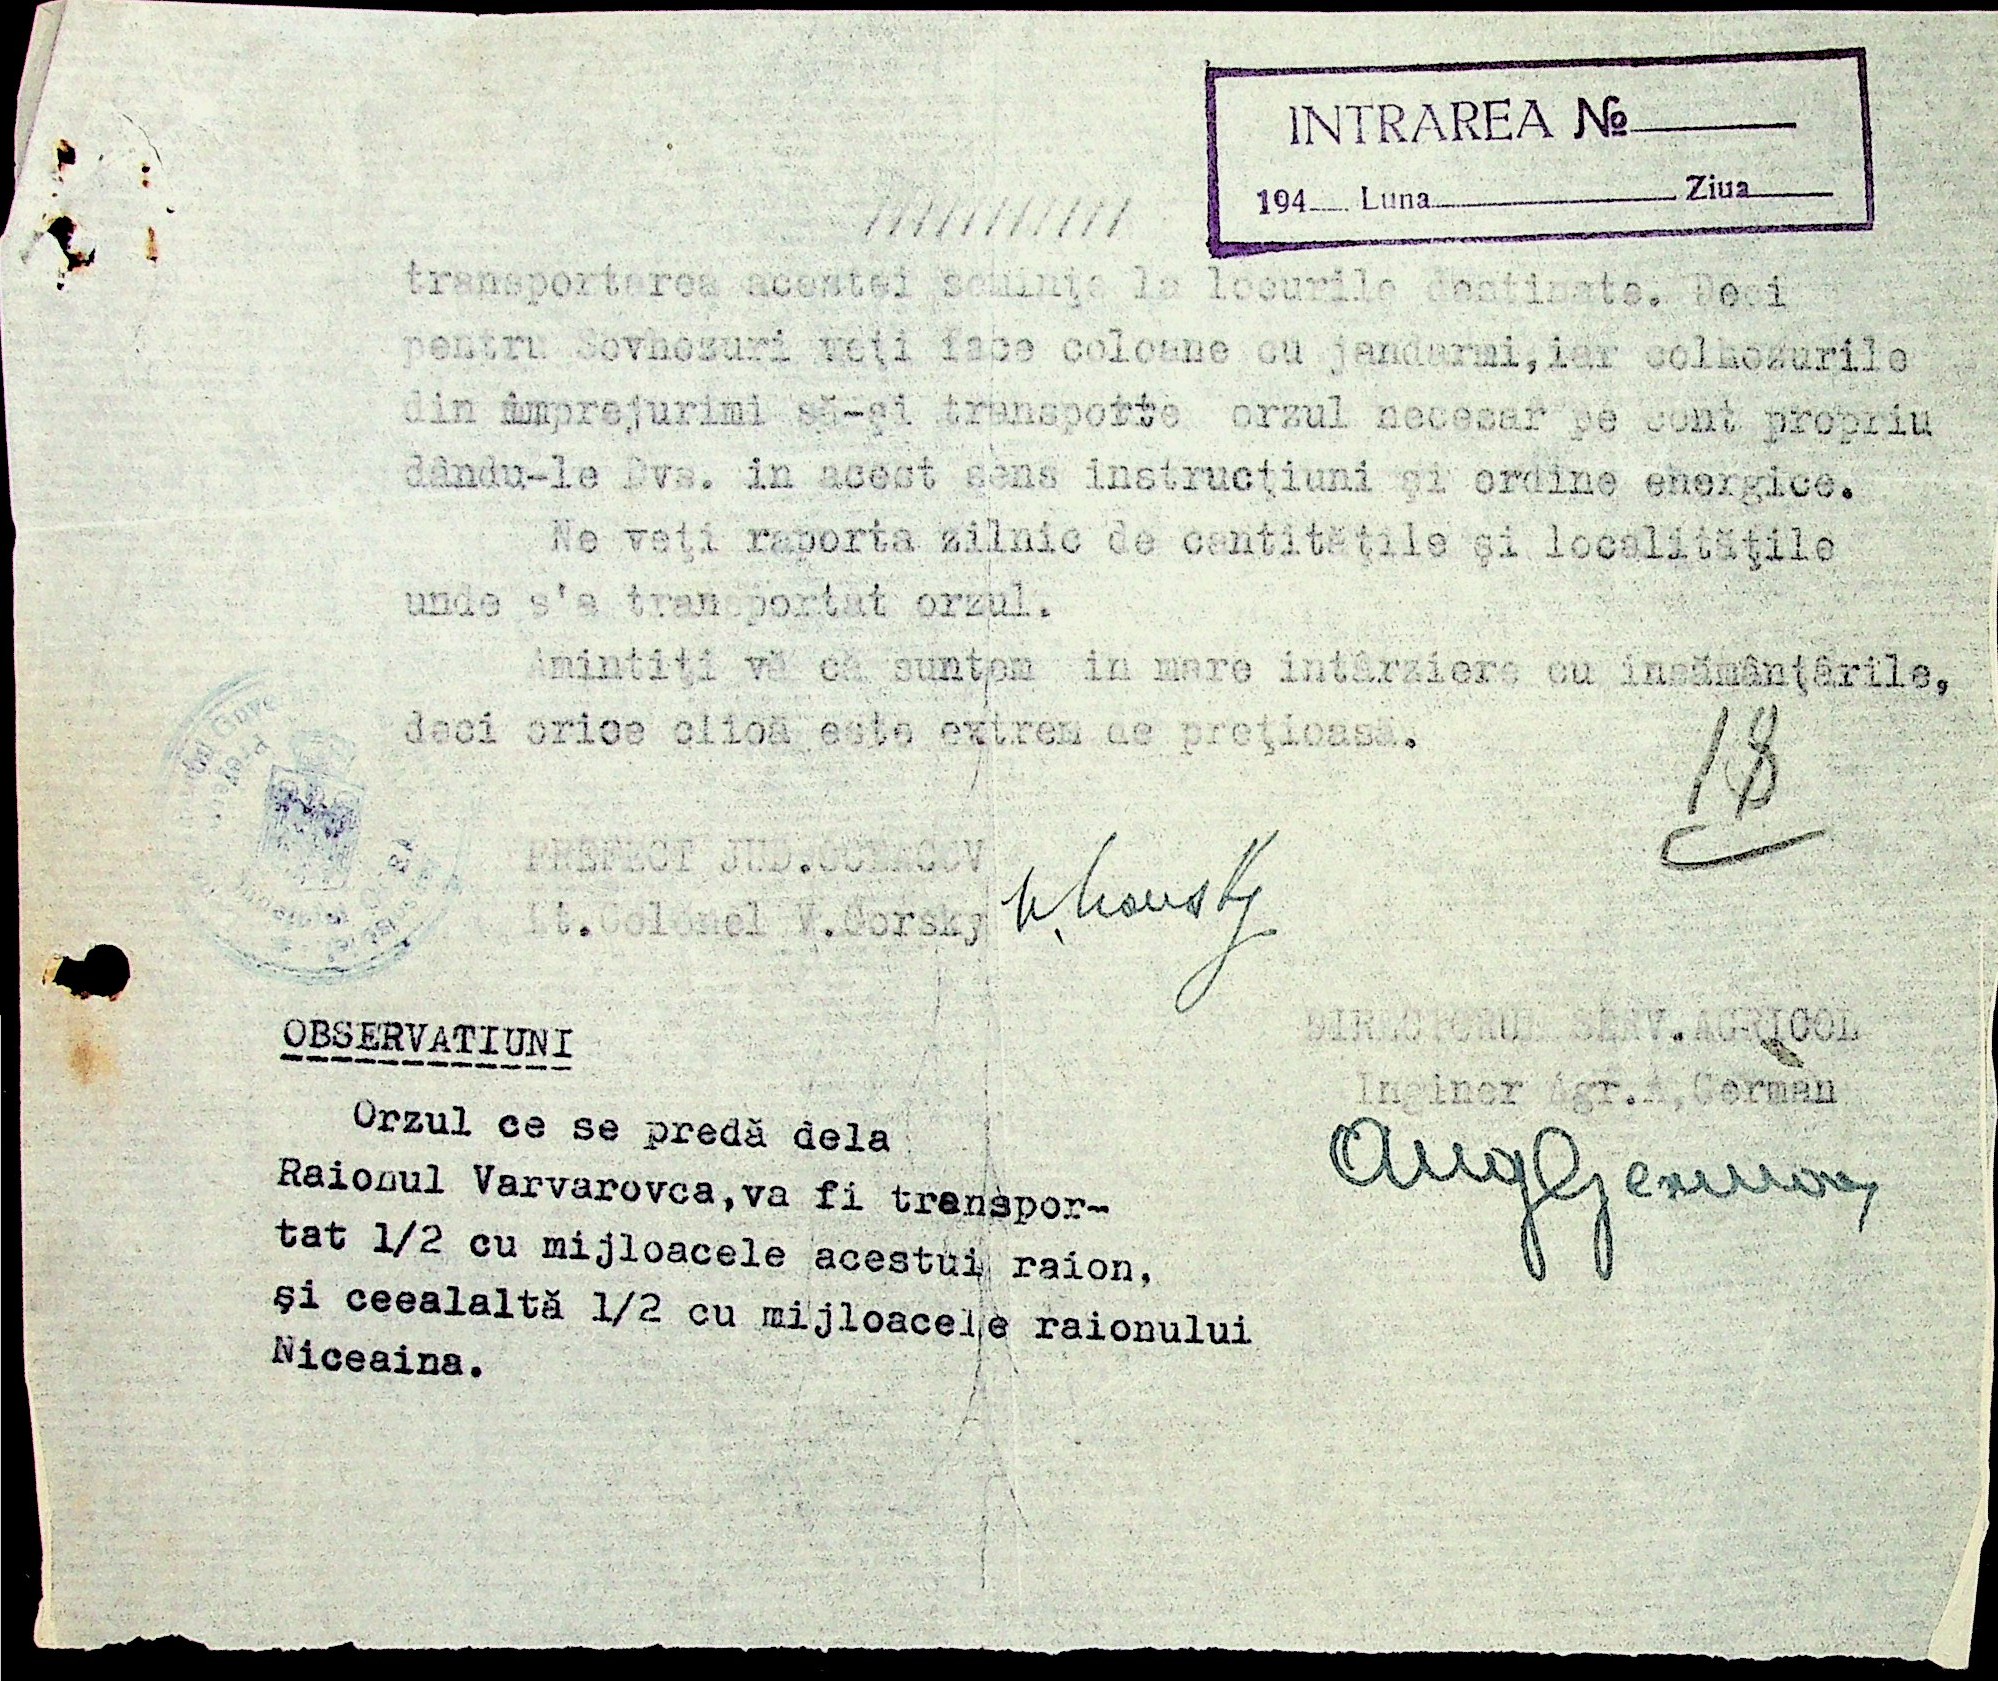 INTRAREA №
194 Luna Ziua
//////////
transportarea acestei seminţe la locurile destinate. Deci
pentru Sovhosuri veţi face coloane cu jandarmi,iar colhozurile
din împrejurimi să-şi transporte orzul necesar pe cont propriu
dându-le Dvs. in acest sens instrucţiuni şi ordine energice.
Ne veţi raporta zilnic de cantităţile şi localităţile
unde s'a transportat orzul.
Amintiţi vă că suntem in mare intârziere cu insămânţările,
deci orice clică este extrem de preţioasă.
18
PREFECT JUD.OCEACOV
Lt.Colonel V.Gorsky
OBSERVATIUNI
DIRECTORUL SERV.AGRICOL
Inginer Agr.A,German
Orzul ce se predă dela
Raionul Varvarovca,va fi transpor-
tat 1/2 cu mijloacele acestui raion,
şi ceealaltă 1/2 cu mijloacele raionului
Niceaina.